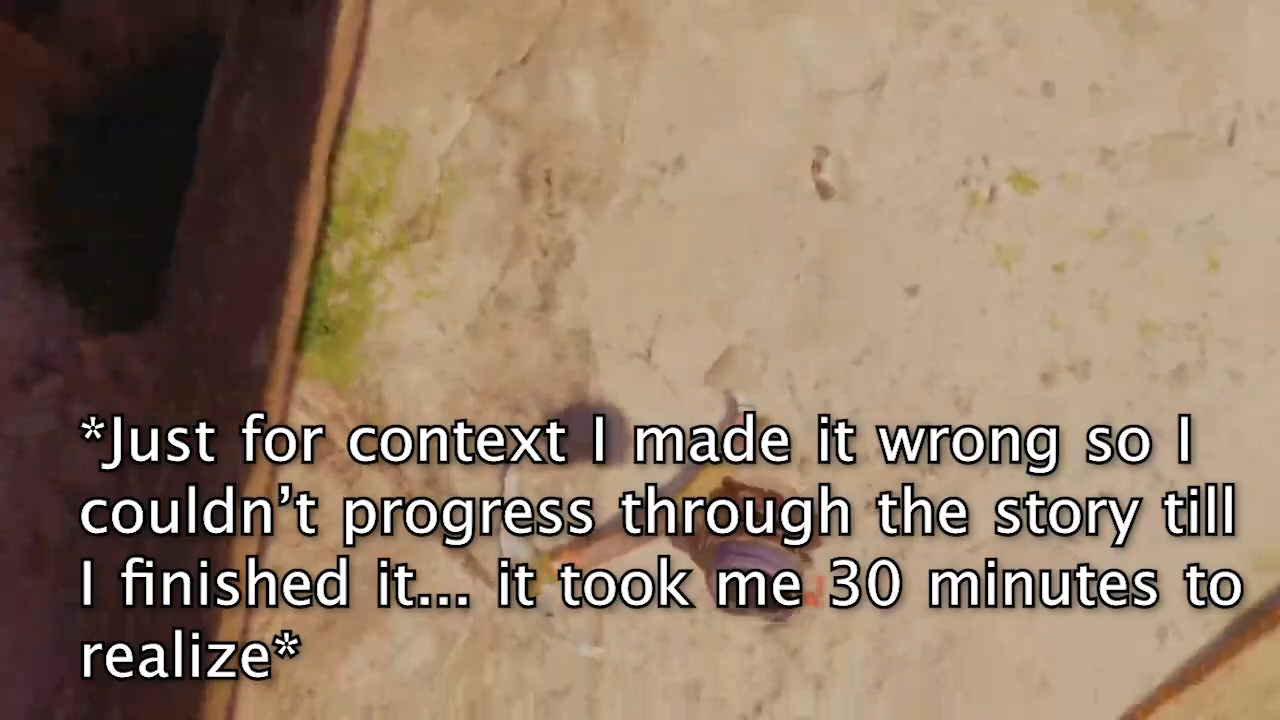 *Just for context I made it wrong so I
couldn’t progress through the story till
I finished it... it took me 30 minutes to
realize*